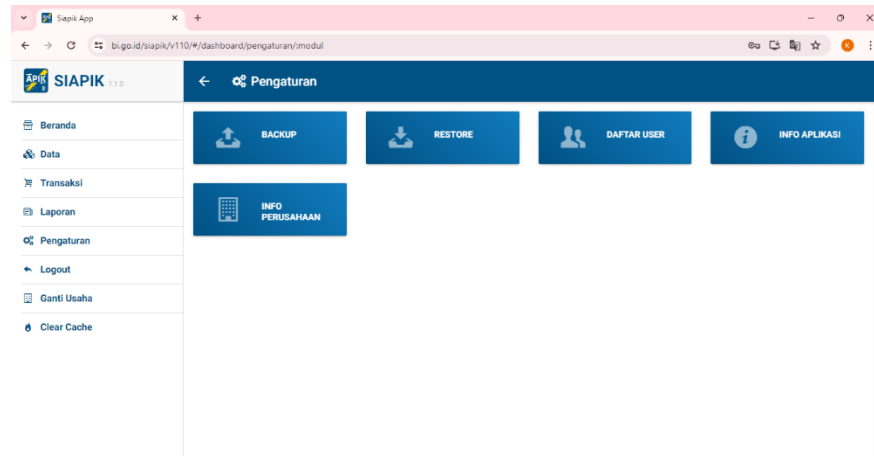 Siapik App
bi.go.id/siapik/v110/#/dashboard/pengaturan/:modul
K
SIAPIK 1.1.0
Pengaturan
Beranda
Data
Transaksi
Laporan
Pengaturan
Logout
Ganti Usaha
Clear Cache
BACKUP
RESTORE
DAFTAR USER
INFO APLIKASI
INFO
PERUSAHAAN